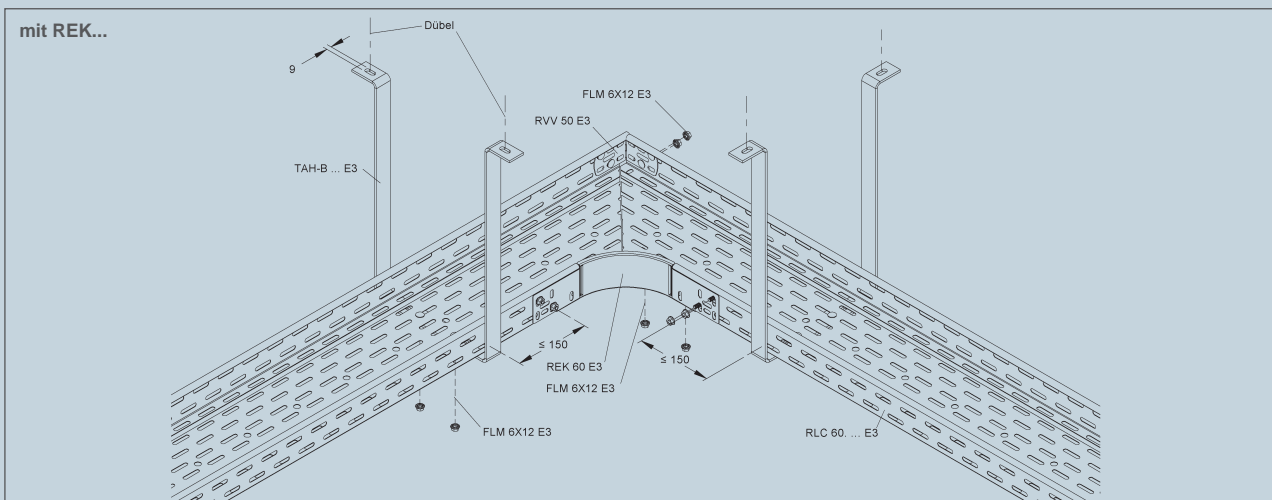 mit REK...
Dübel
9
FLM 6X12 E3
RVV 50 E3
TAH-B ... E3
≤ 150
≤ 150
REK 60 E3
FLM 6X12 E3
FLM 6X12 E3
RLC 60. ... E3